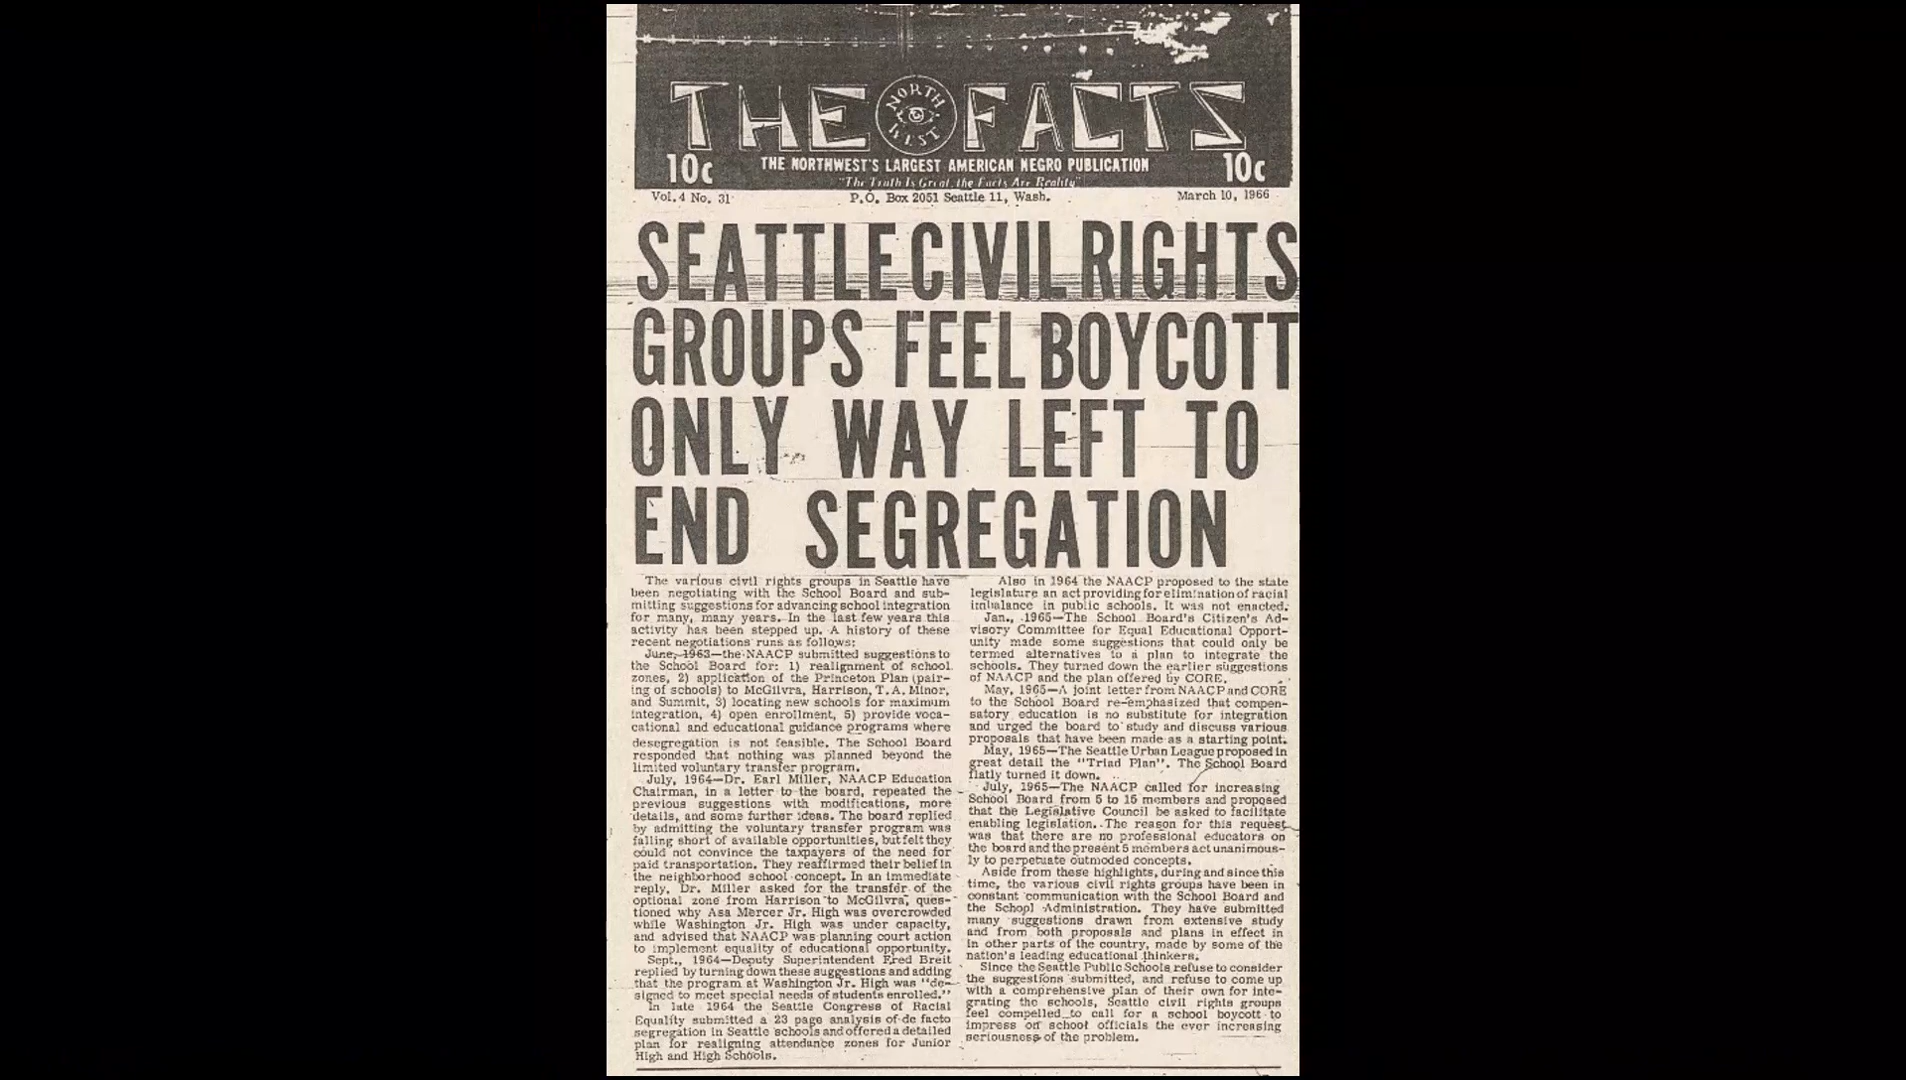 THE FACTS
NORTH
WEST
10c THE NORTHWEST'S LARGEST AMERICAN NEGRO PUBLICATION 10c
"The Truth Is Great, the Facts Are Reality"
Vol. 4 No. 31 P.O. Box 2051 Seattle 11, Wash. March 10, 1966
SEATTLE CIVIL RIGHTS
GROUPS FEEL BOYCOTT
ONLY WAY LEFT TO
END SEGREGATION
The various civil rights groups in Seattle have
been negotiating with the School Board and sub-
mitting suggestions for advancing school integration
for many, many years. In the last few years this
activity has been stepped up. A history of these
recent negotiations runs as follows:
June, 1963—the NAACP submitted suggestions to
the School Board for: 1) realignment of school
zones, 2) application of the Princeton Plan (pair-
ing of schools) to McGilvra, Harrison, T.A. Minor,
and Summit, 3) locating new schools for maximum
integration, 4) open enrollment, 5) provide voca-
cational and educational guidance programs where
desegregation is not feasible. The School Board
responded that nothing was planned beyond the
limited voluntary transfer program.
July, 1964—Dr. Earl Miller, NAACP Education
Chairman, in a letter to the board, repeated the
previous suggestions with modifications, more
details, and some further ideas. The board replied
by admitting the voluntary transfer program was
falling short of available opportunities, but felt they
could not convince the taxpayers of the need for
paid transportation. They reaffirmed their belief in
the neighborhood school concept. In an immediate
reply, Dr. Miller asked for the transfer of the
optional zone from Harrison to McGilvra, ques-
tioned why Asa Mercer Jr. High was overcrowded
while Washington Jr. High was under capacity,
and advised that NAACP was planning court action
to implement equality of educational opportunity.
Sept., 1964—Deputy Superintendent Fred Breit
replied by turning down these suggestions and adding
that the program at Washington Jr. High was "de-
signed to meet special needs of students enrolled."
In late 1964 the Seattle Congress of Racial
Equality submitted a 23 page analysis of de facto
segregation in Seattle schools and offered a detailed
plan for realigning attendance zones for Junior
High and High Schools.
Also in 1964 the NAACP proposed to the state
legislature an act providing for elimination of racial
imbalance in public schools. It was not enacted.
Jan., 1965—The School Board's Citizen's Ad-
visory Committee for Equal Educational Opport-
unity made some suggestions that could only be
termed alternatives to a plan to integrate the
schools. They turned down the earlier suggestions
of NAACP and the plan offered by CORE.
May, 1965—A joint letter from NAACP and CORE
to the School Board re-emphasized that compen-
satory education is no substitute for integration
and urged the board to study and discuss various
proposals that have been made as a starting point.
May, 1965—The Seattle Urban League proposed in
great detail the "Triad Plan". The School Board
flatly turned it down.
July, 1965—The NAACP called for increasing
School Board from 5 to 15 members and proposed
that the Legislative Council be asked to facilitate
enabling legislation. The reason for this request
was that there are no professional educators on
the board and the present 5 members act unanimous-
ly to perpetuate outmoded concepts.
Aside from these highlights, during and since this
time, the various civil rights groups have been in
constant communication with the School Board and
the School Administration. They have submitted
many suggestions drawn from extensive study
and from both proposals and plans in effect in
in other parts of the country, made by some of the
nation's leading educational thinkers.
Since the Seattle Public Schools refuse to consider
the suggestions submitted, and refuse to come up
with a comprehensive plan of their own for inte-
grating the schools, Seattle civil rights groups
feel compelled to call for a school boycott to
impress on school officials the ever increasing
seriousness of the problem.